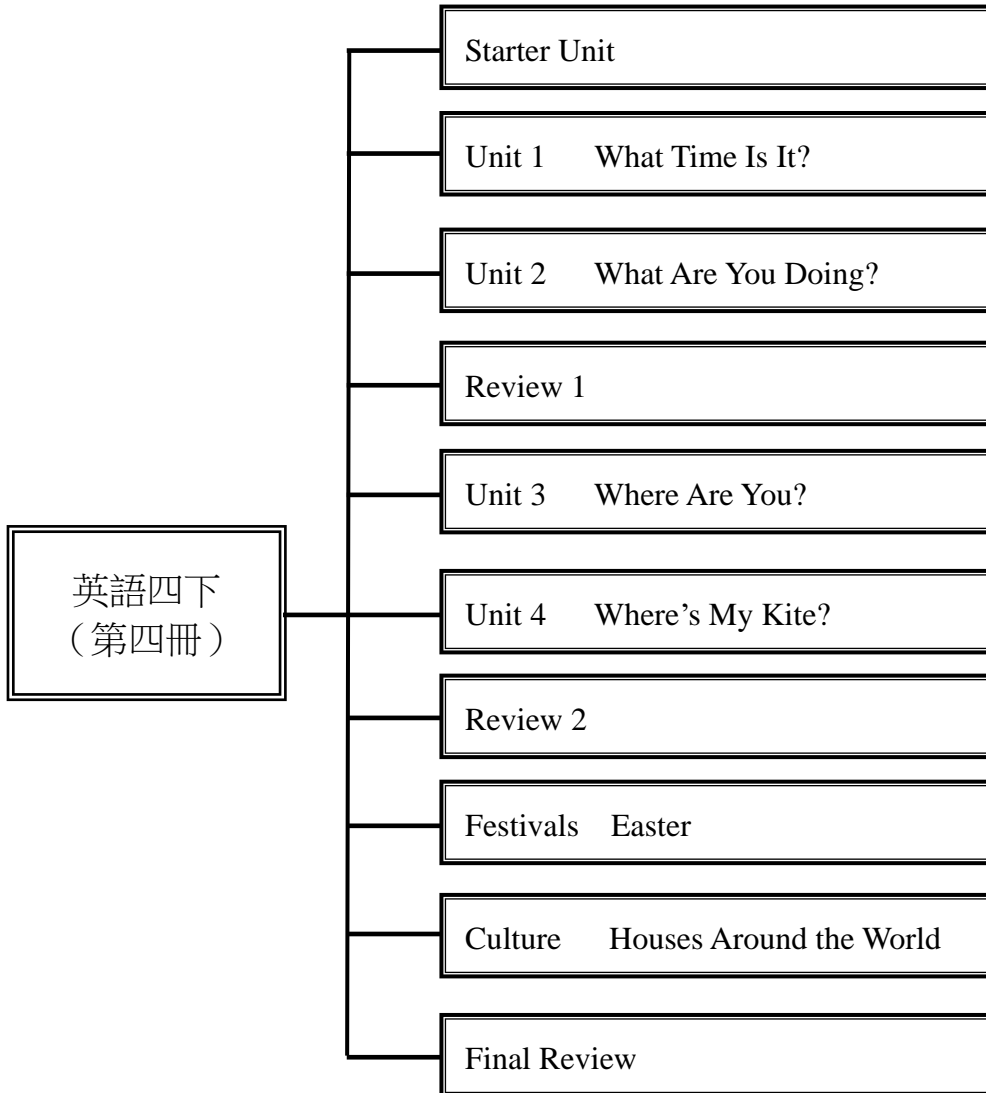 Starter Unit
Unit 1 What Time Is It?
Unit 2 What Are You Doing?
Review 1
Unit 3 Where Are You?
英語四下
（第四冊）
Unit 4 Where's My Kite?
Review 2
Festivals Easter
Culture Houses Around the World
Final Review